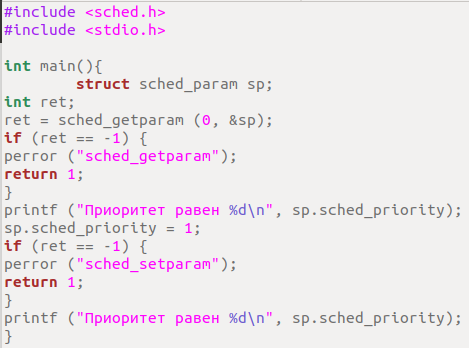 #include <sched.h>
#include <stdio.h>

int main(){
        struct sched_param sp;
int ret;
ret = sched_getparam (0, &sp);
if (ret == -1) {
perror ("sched_getparam");
return 1;
}
printf ("Приоритет равен %d\n", sp.sched_priority);
sp.sched_priority = 1;
if (ret == -1) {
perror ("sched_setparam");
return 1;
}
printf ("Приоритет равен %d\n", sp.sched_priority);
}